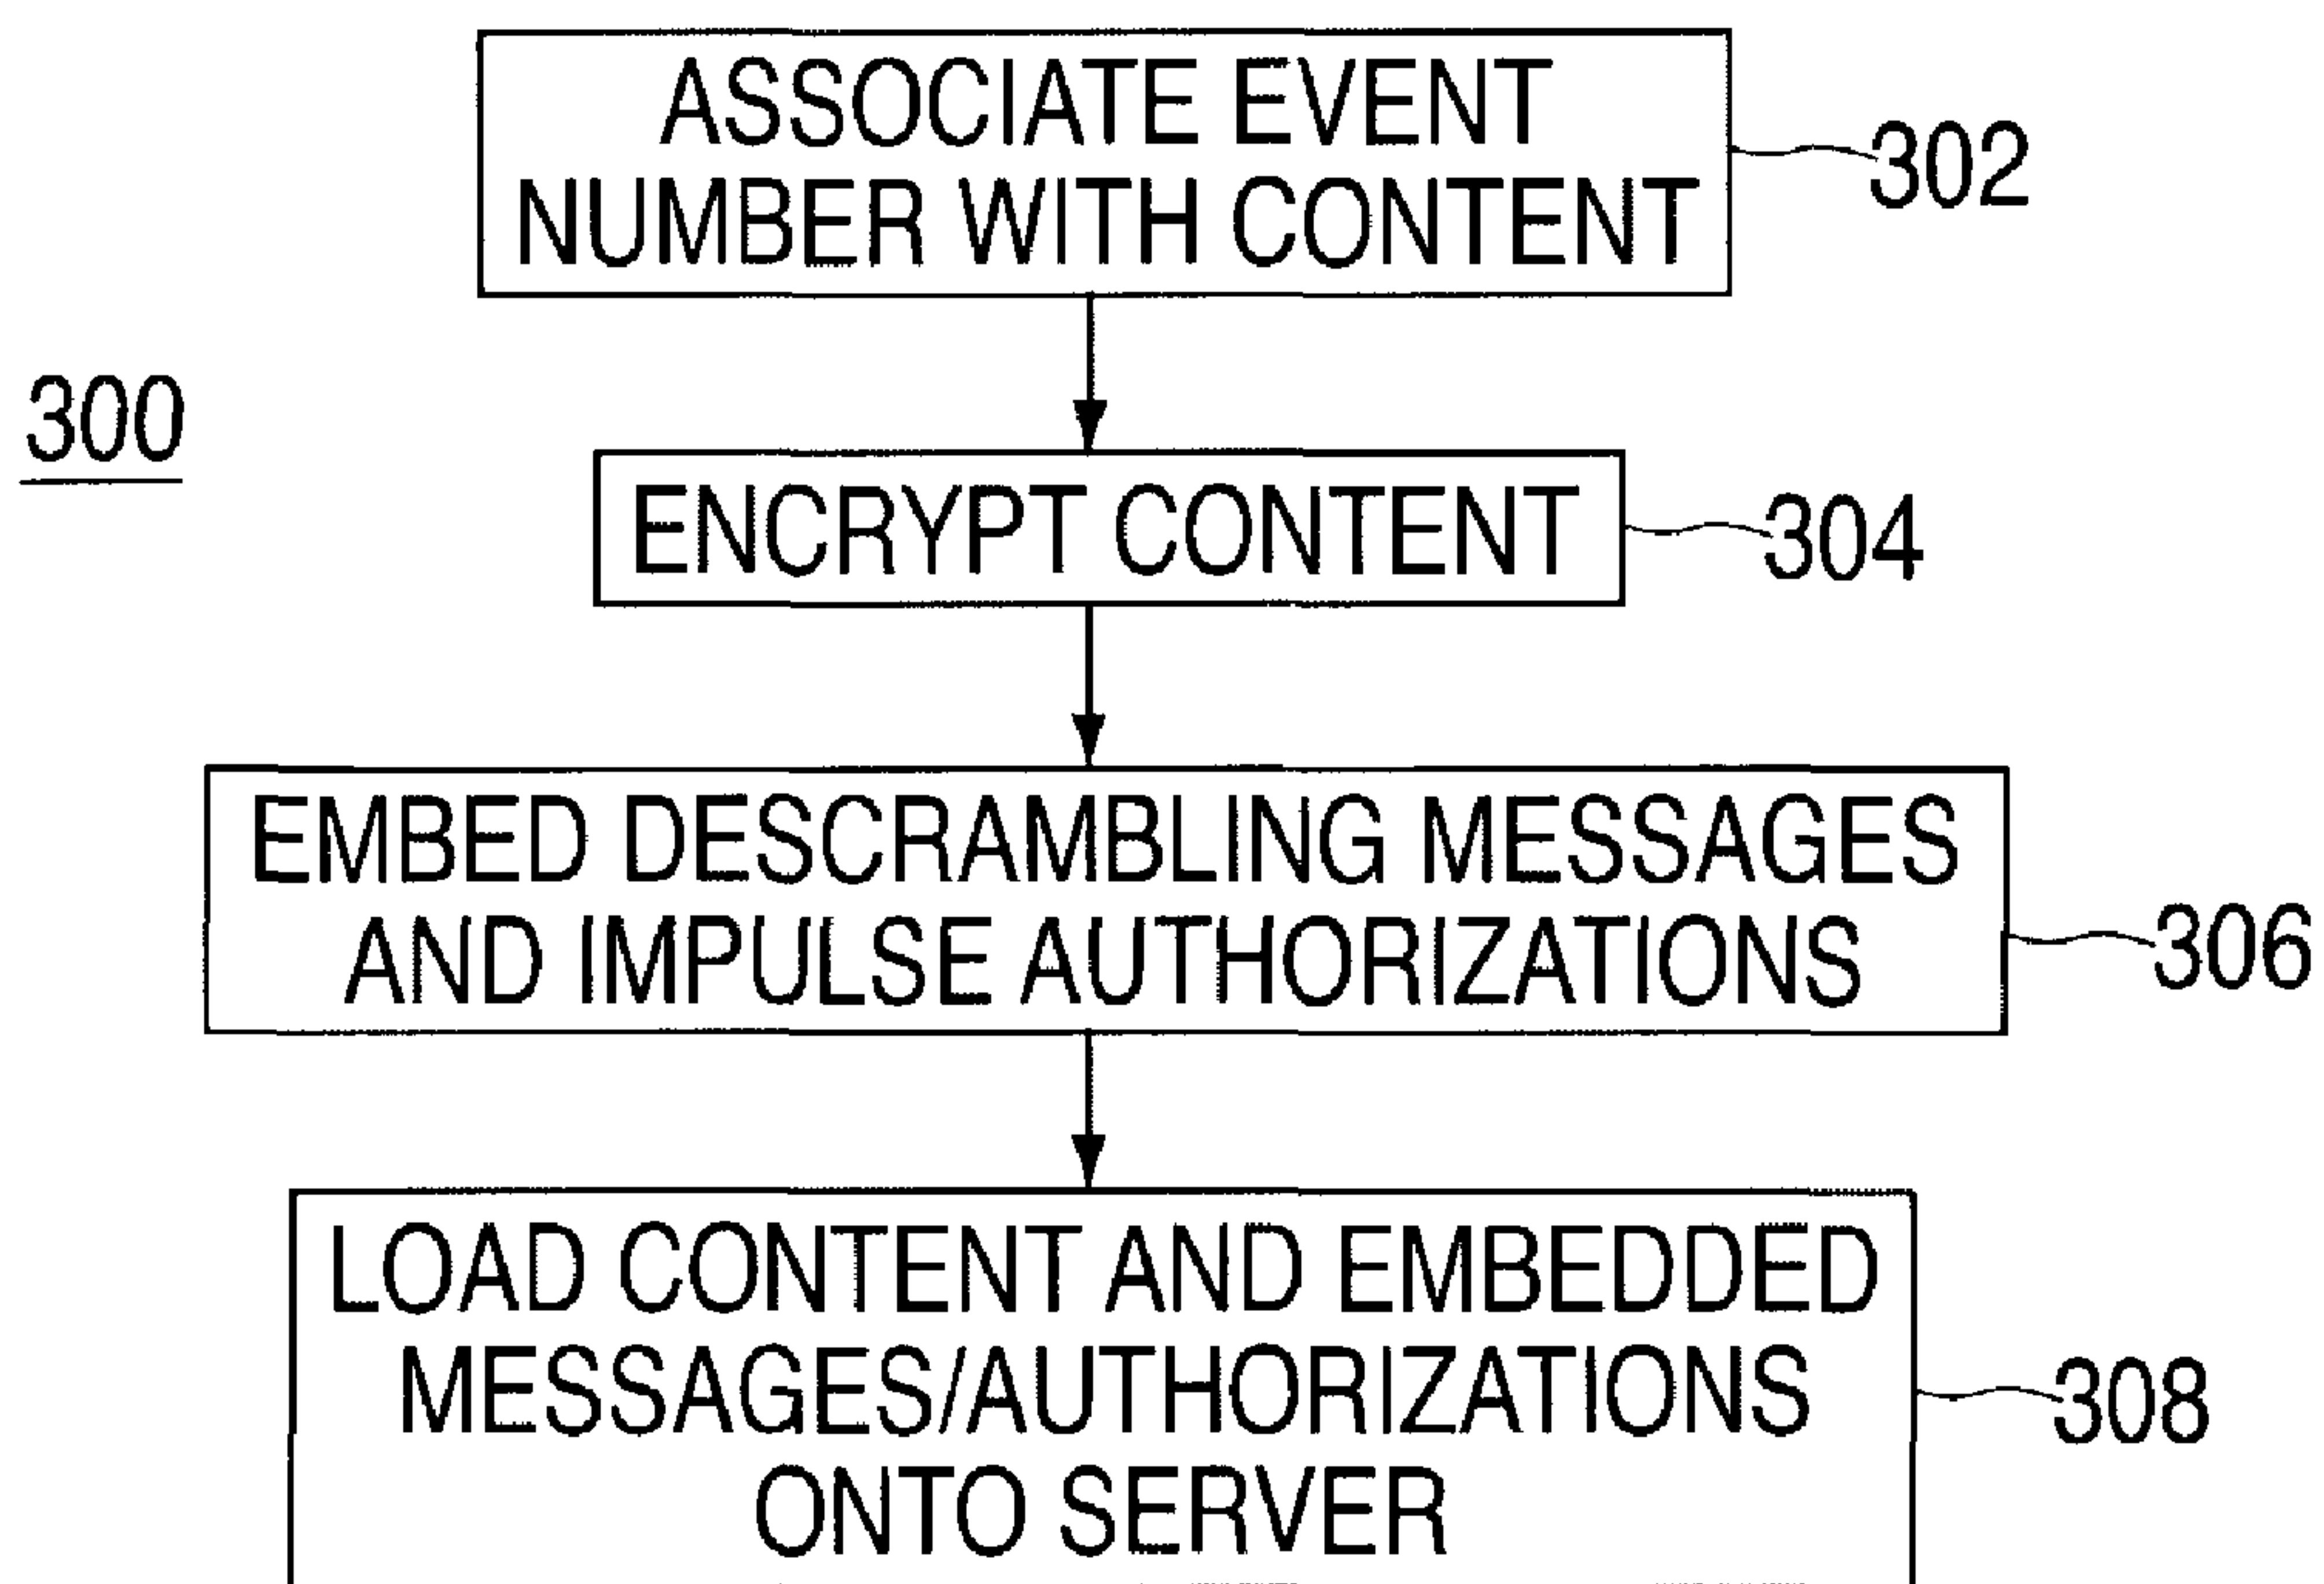 ASSOCIATE EVENT
NUMBER WITH CONTENT
302
300
ENCRYPT CONTENT
304
EMBED DESCRAMBLING MESSAGES
AND IMPULSE AUTHORIZATIONS
306
LOAD CONTENT AND EMBEDDED
MESSAGES/AUTHORIZATIONS
ONTO SERVER
308